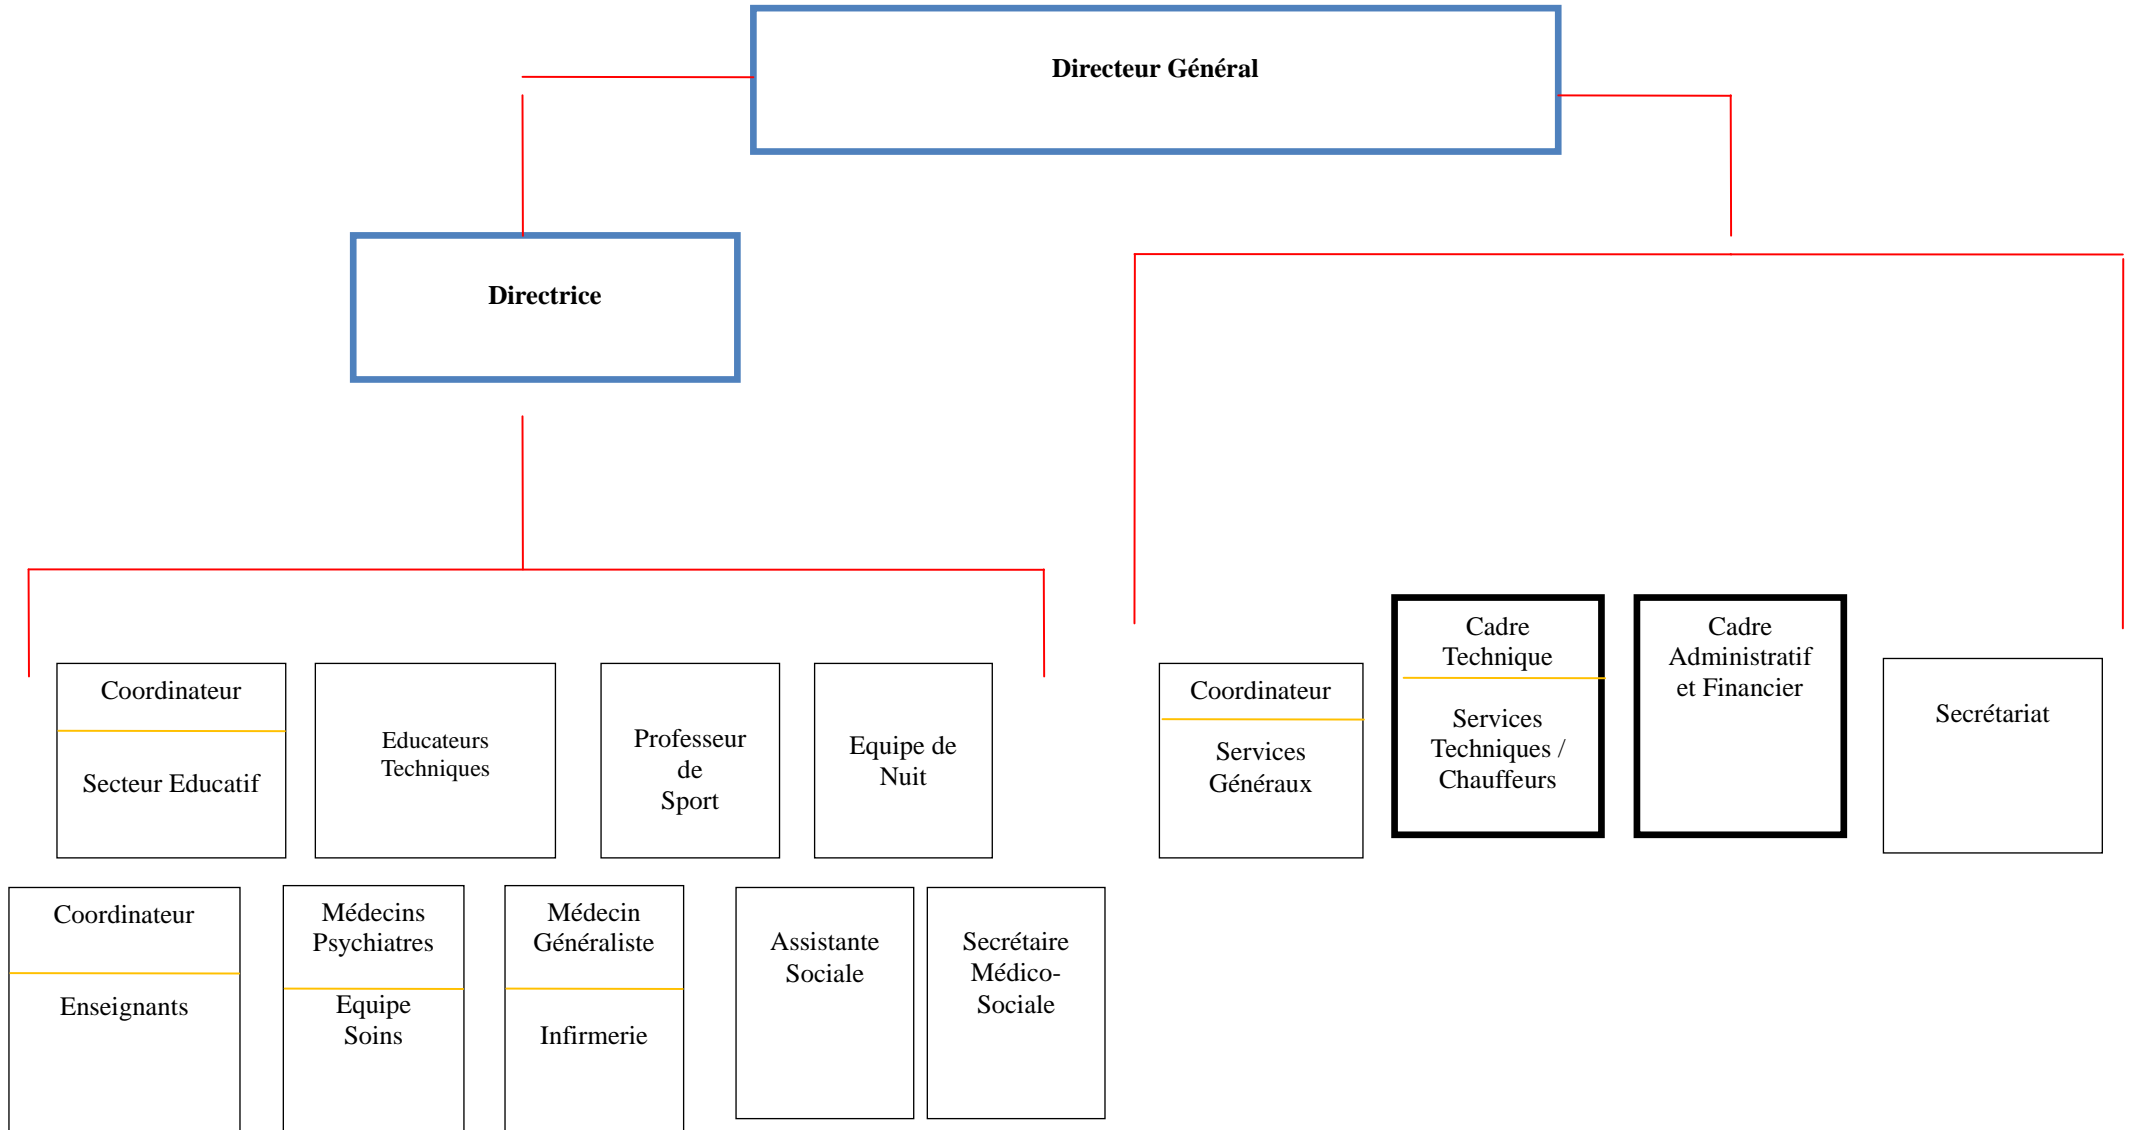 Directeur Général
Directrice
Coordinateur
Secteur Educatif
Educateurs
Techniques
Professeur
de
Sport
Equipe de
Nuit
Coordinateur
Services
Généraux
Cadre
Technique
Services
Techniques /
Chauffeurs
Cadre
Administratif
et Financier
Secrétariat
Coordinateur
Enseignants
Médecins
Psychiatres
Equipe
Soins
Médecin
Généraliste
Infirmerie
Assistante
Sociale
Secrétaire
Médico-
Sociale